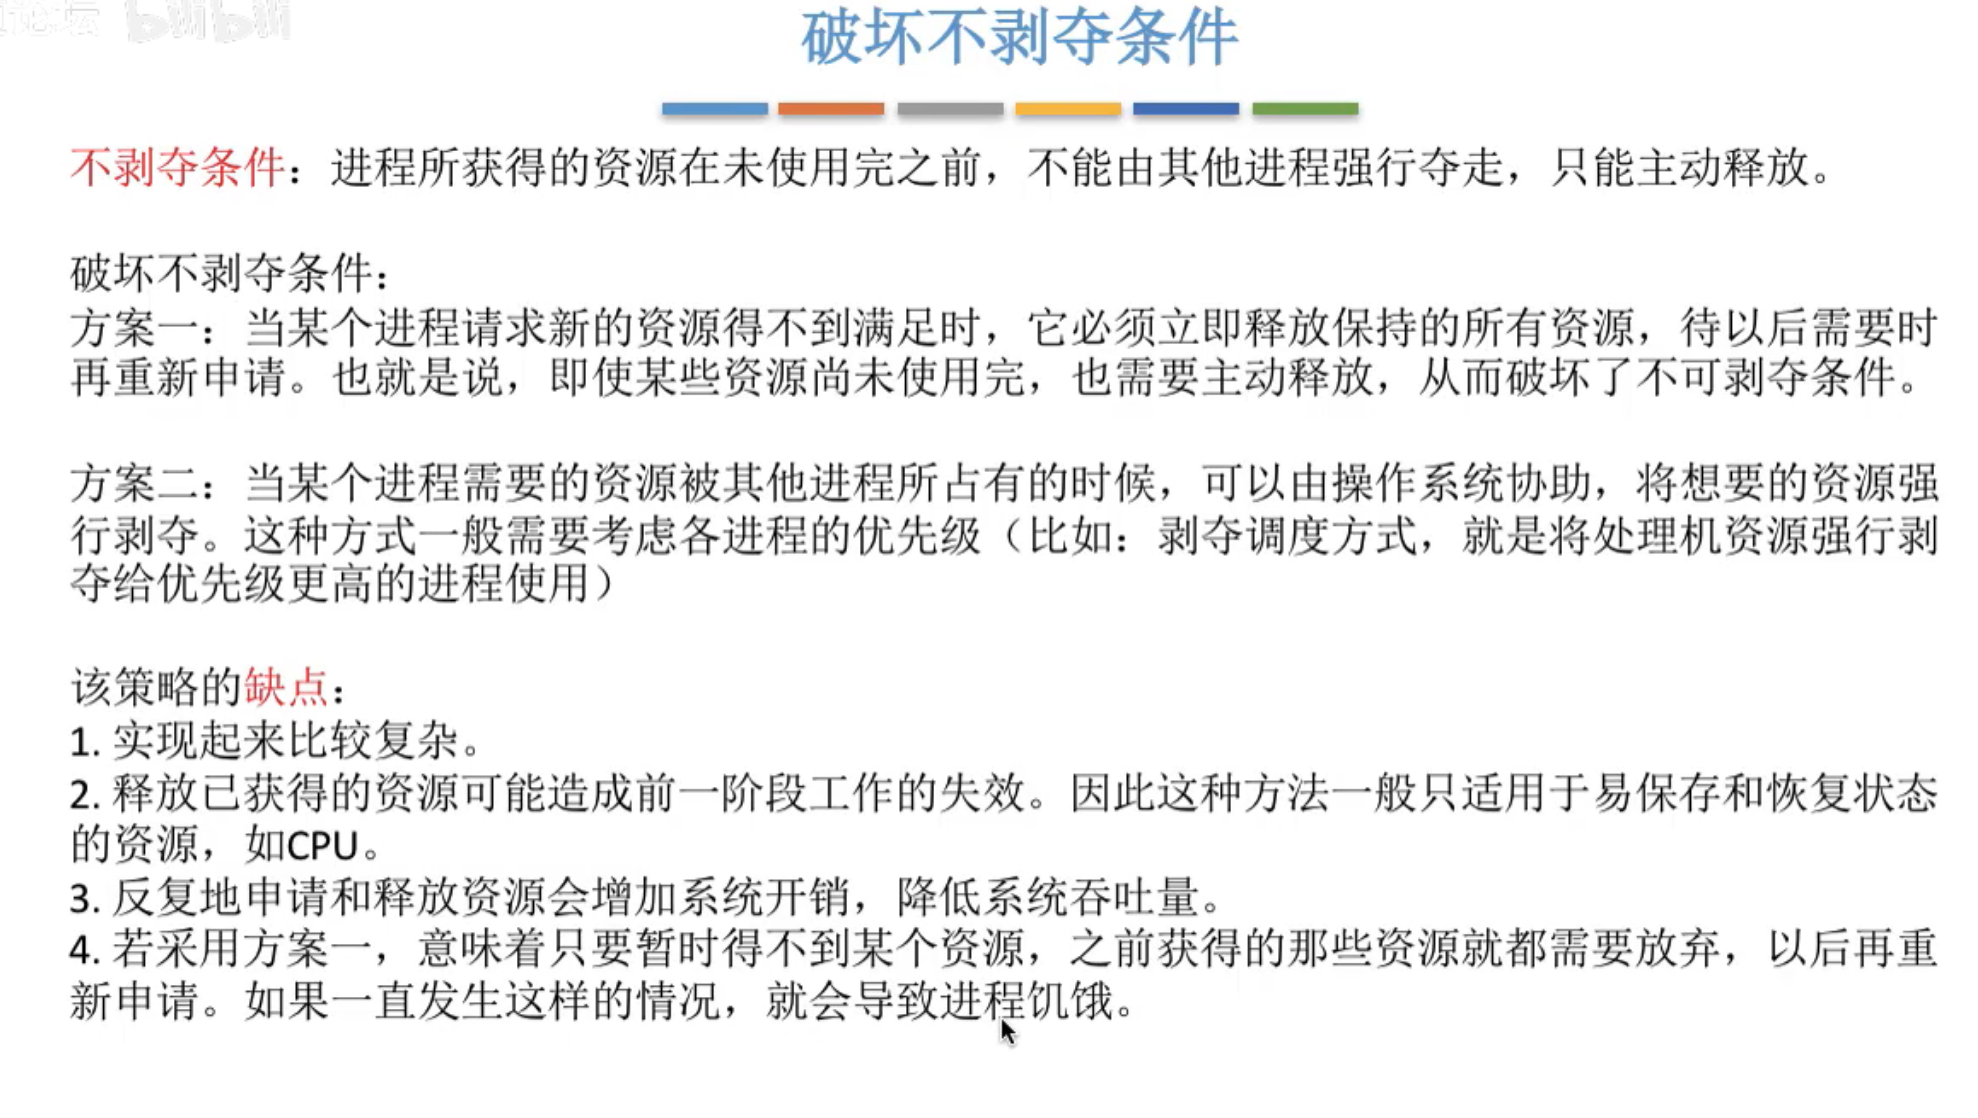 论坛 bilibili
破坏不剥夺条件
不剥夺条件：进程所获得的资源在未使用完之前，不能由其他进程强行夺走，只能主动释放。
破坏不剥夺条件：
方案一：当某个进程请求新的资源得不到满足时，它必须立即释放保持的所有资源，待以后需要时
再重新申请。也就是说，即使某些资源尚未使用完，也需要主动释放，从而破坏了不可剥夺条件。
方案二：当某个进程需要的资源被其他进程所占有的时候，可以由操作系统协助，将想要的资源强
行剥夺。这种方式一般需要考虑各进程的优先级（比如：剥夺调度方式，就是将处理机资源强行剥
夺给优先级更高的进程使用）
该策略的缺点：
1. 实现起来比较复杂。
2. 释放已获得的资源可能造成前一阶段工作的失效。因此这种方法一般只适用于易保存和恢复状态
的资源，如CPU。
3. 反复地申请和释放资源会增加系统开销，降低系统吞吐量。
4. 若采用方案一，意味着只要暂时得不到某个资源，之前获得的那些资源就都需要放弃，以后再重
新申请。如果一直发生这样的情况，就会导致进程饥饿。